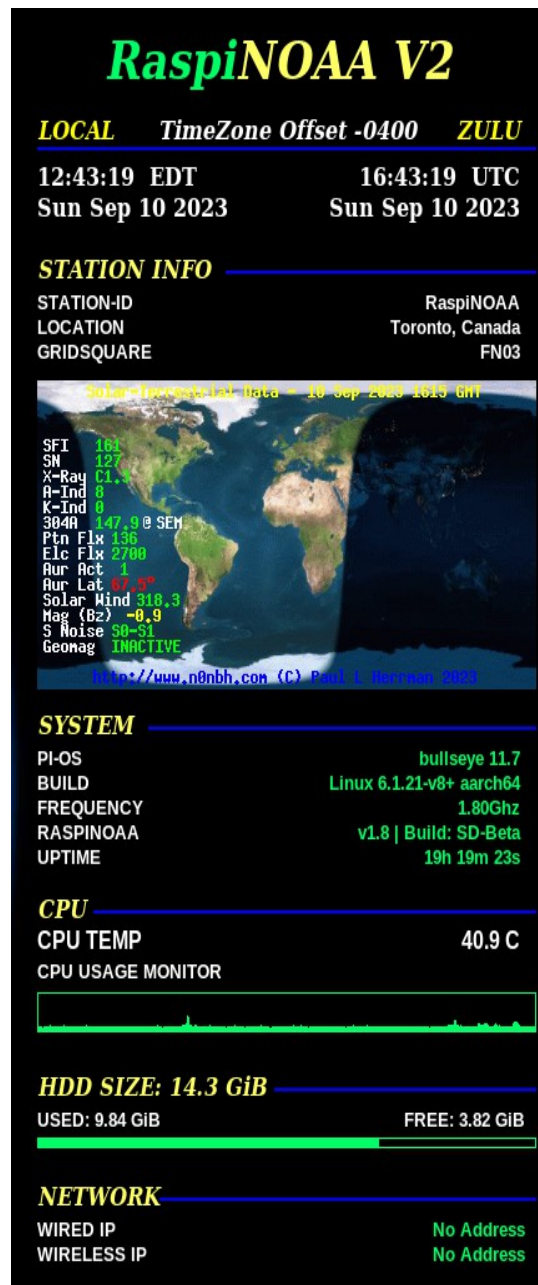 RaspiNOAA V2
LOCAL TimeZone Offset -0400 ZULU
12:43:19 EDT 16:43:19 UTC
Sun Sep 10 2023 Sun Sep 10 2023
STATION INFO
STATION-ID RaspiNOAA
LOCATION Toronto, Canada
GRIDSQUARE FN03
Solar-Terrestrial Data - 10 Sep 2023 1615 GMT
SFI 161
SN 127
X-Ray
A-Ind 8
K-Ind 0
304A 147.9 @ SEM
Ptn Flx 136
Elc Flx 2700
Aur Act 1
Aur Lat 67.5°
Solar Wind 318.3
Mag (Bz) -0.9
S Noise S0-S1
Geomag INACTIVE
http://www.n0nbh.com (C) Paul L Herrman 2023
SYSTEM
PI-OS bullseye 11.7
BUILD Linux 6.1.21-v8+ aarch64
FREQUENCY 1.80Ghz
RASPINOAA v1.8 | Build: SD-Beta
UPTIME 19h 19m 23s
CPU
CPU TEMP 40.9 C
CPU USAGE MONITOR
HDD SIZE: 14.3 GiB
USED: 9.84 GiB FREE: 3.82 GiB
NETWORK
WIRED IP No Address
WIRELESS IP No Address